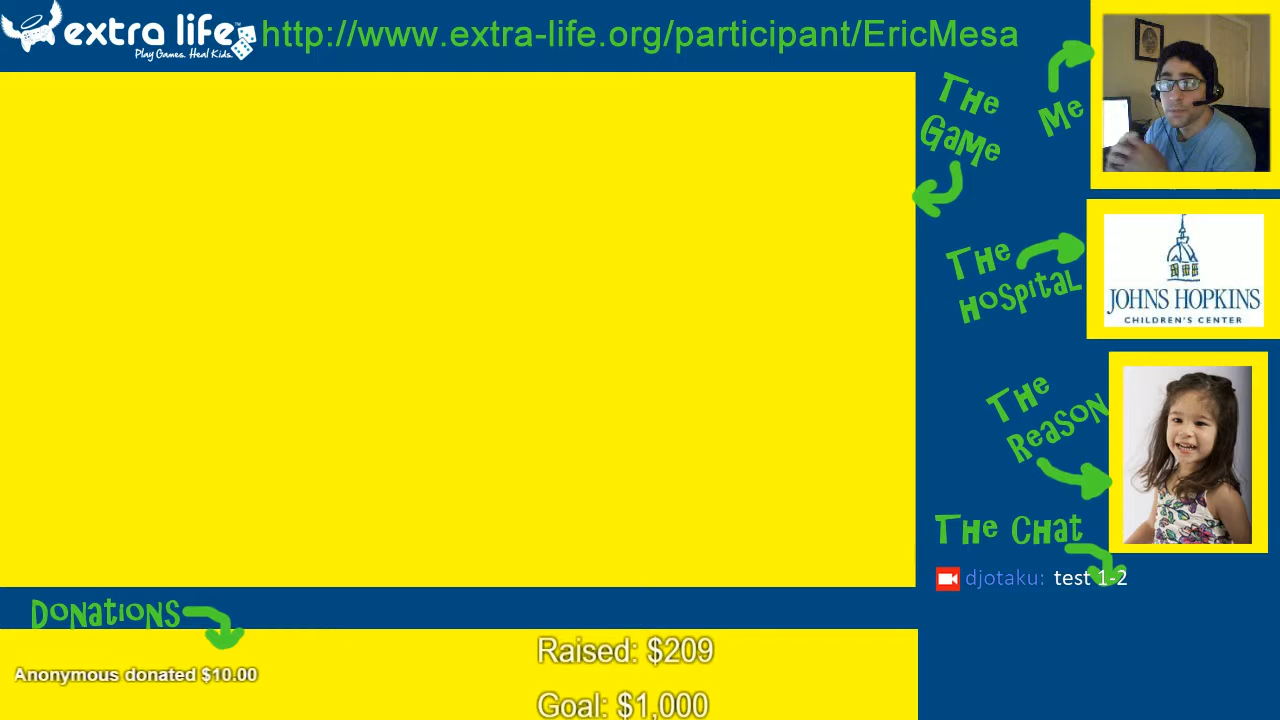 extra life
Play Games. Heal Kids.
http://www.extra-life.org/participant/EricMesa
Me
The
Game
The
Hospital
JOHNS HOPKINS
CHILDREN'S CENTER
The
Reason
The Chat
djotaku: test 1-2
Donations
Anonymous donated $10.00
Raised: $209
Goal: $1,000